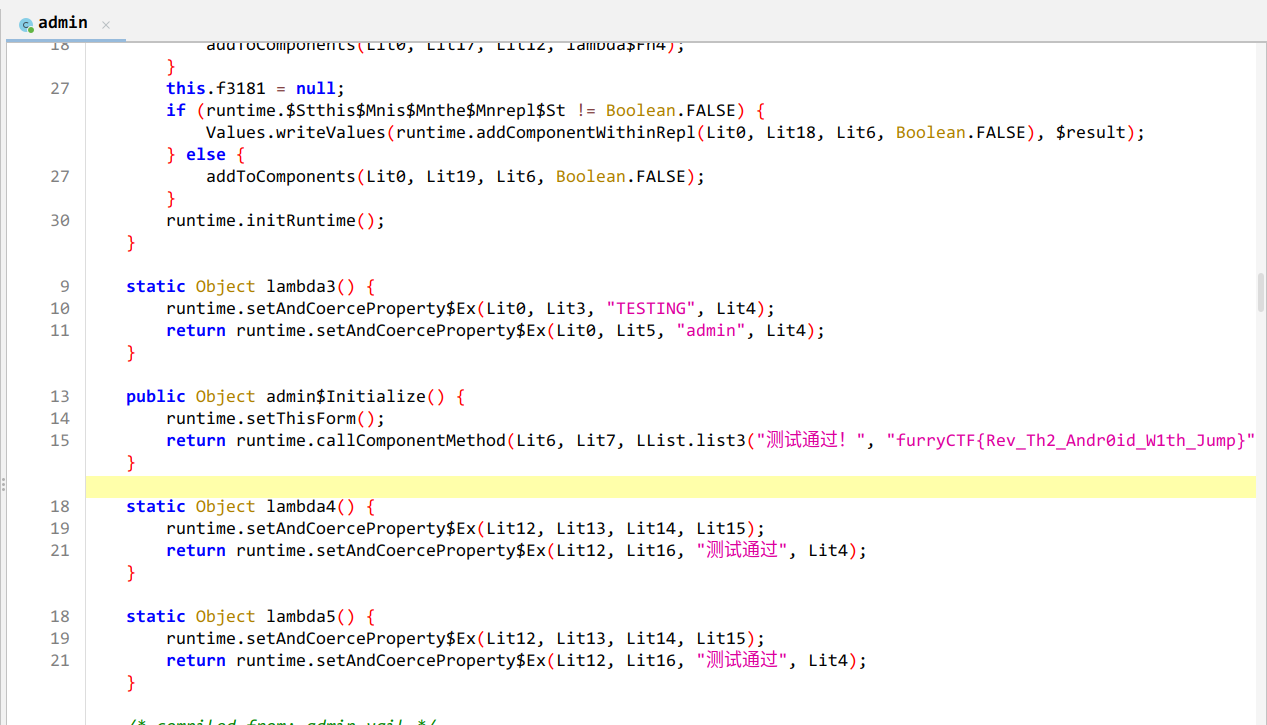 admin
18 addToComponents(Lit0, Lit17, Lit12, lambda$Fn4);
}
27 this.f3181 = null;
if (runtime.$Stthis$Mnis$Mnthe$Mnrepl$St != Boolean.FALSE) {
Values.writeValues(runtime.addComponentWithinRepl(Lit0, Lit18, Lit6, Boolean.FALSE), $result);
} else {
27 addToComponents(Lit0, Lit19, Lit6, Boolean.FALSE);
}
30 runtime.initRuntime();
}
9 static Object lambda3() {
10 runtime.setAndCoerceProperty$Ex(Lit0, Lit3, "TESTING", Lit4);
11 return runtime.setAndCoerceProperty$Ex(Lit0, Lit5, "admin", Lit4);
}
13 public Object admin$Initialize() {
14 runtime.setThisForm();
15 return runtime.callComponentMethod(Lit6, Lit7, LList.list3("测试通过！", "furryCTF{Rev_Th2_Andr0id_W1th_Jump}"
}
18 static Object lambda4() {
19 runtime.setAndCoerceProperty$Ex(Lit12, Lit13, Lit14, Lit15);
21 return runtime.setAndCoerceProperty$Ex(Lit12, Lit16, "测试通过", Lit4);
}
18 static Object lambda5() {
19 runtime.setAndCoerceProperty$Ex(Lit12, Lit13, Lit14, Lit15);
21 return runtime.setAndCoerceProperty$Ex(Lit12, Lit16, "测试通过", Lit4);
}
/* compiled from: admin.yail */